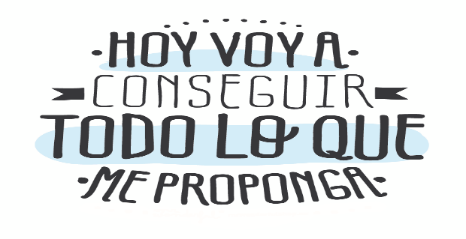 HOY VOY A
CONSEGUIR
TODO LO QUE
ME PROPONGA